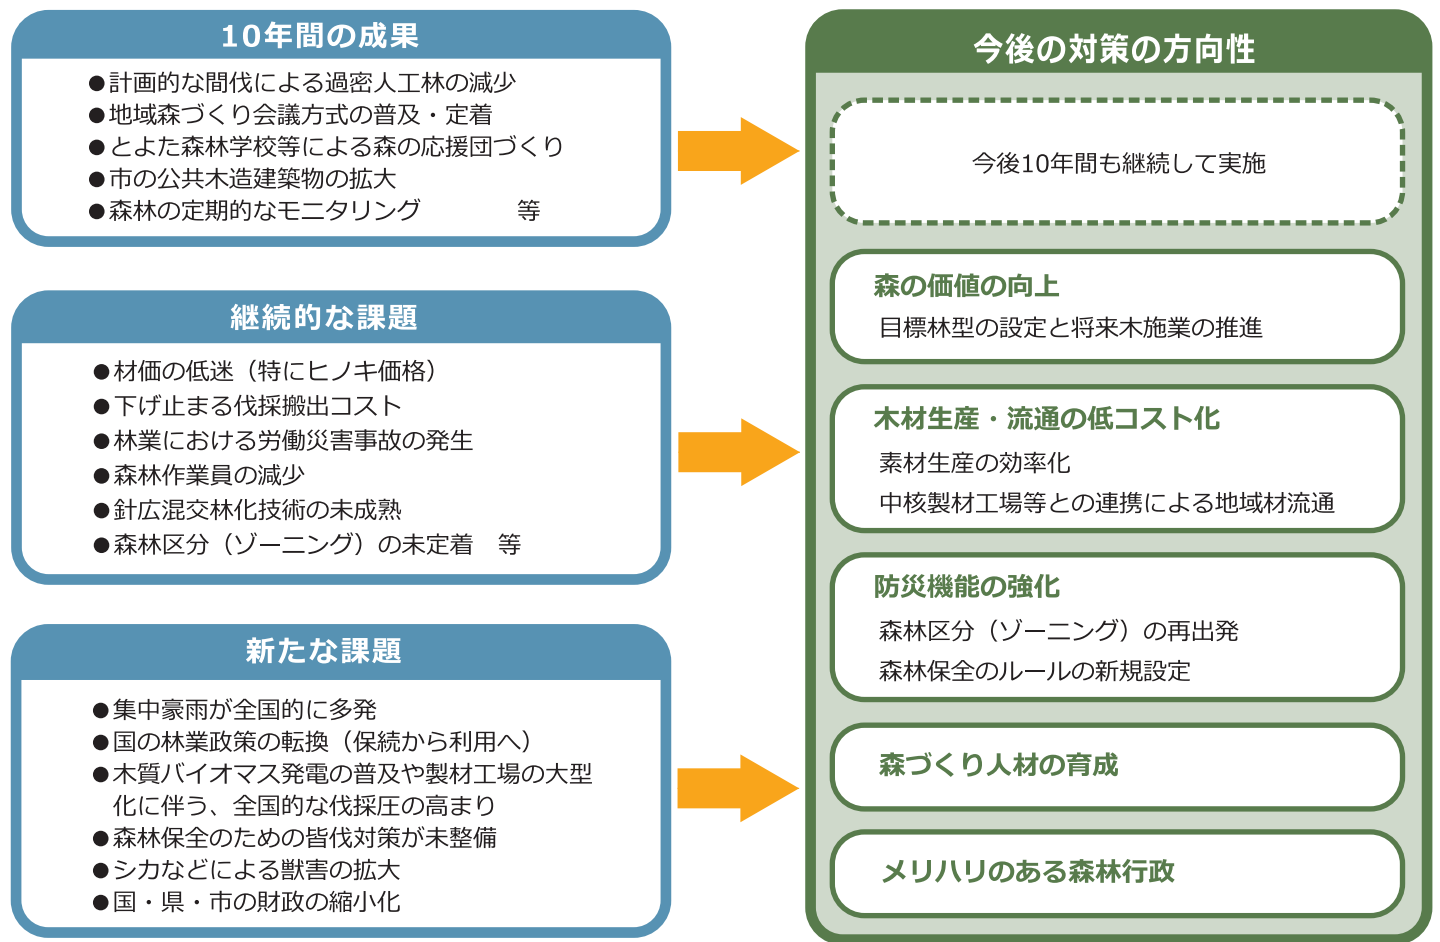 10年間の成果
●計画的な間伐による過密人工林の減少
●地域森づくり会議方式の普及・定着
●とよた森林学校等による森の応援団づくり
●市の公共木造建築物の拡大
●森林の定期的なモニタリング　　　　等
継続的な課題
●材価の低迷（特にヒノキ価格）
●下げ止まる伐採搬出コスト
●林業における労働災害事故の発生
●森林作業員の減少
●針広混交林化技術の未成熟
●森林区分（ゾーニング）の未定着　等
新たな課題
●集中豪雨が全国的に多発
●国の林業政策の転換（保続から利用へ）
●木質バイオマス発電の普及や製材工場の大型
化に伴う、全国的な伐採圧の高まり
●森林保全のための皆伐対策が未整備
●シカなどによる獣害の拡大
●国・県・市の財政の縮小化
今後の対策の方向性
今後10年間も継続して実施
森の価値の向上
目標林型の設定と将来木施業の推進
木材生産・流通の低コスト化
素材生産の効率化
中核製材工場等との連携による地域材流通
防災機能の強化
森林区分（ゾーニング）の再出発
森林保全のルールの新規設定
森づくり人材の育成
メリハリのある森林行政